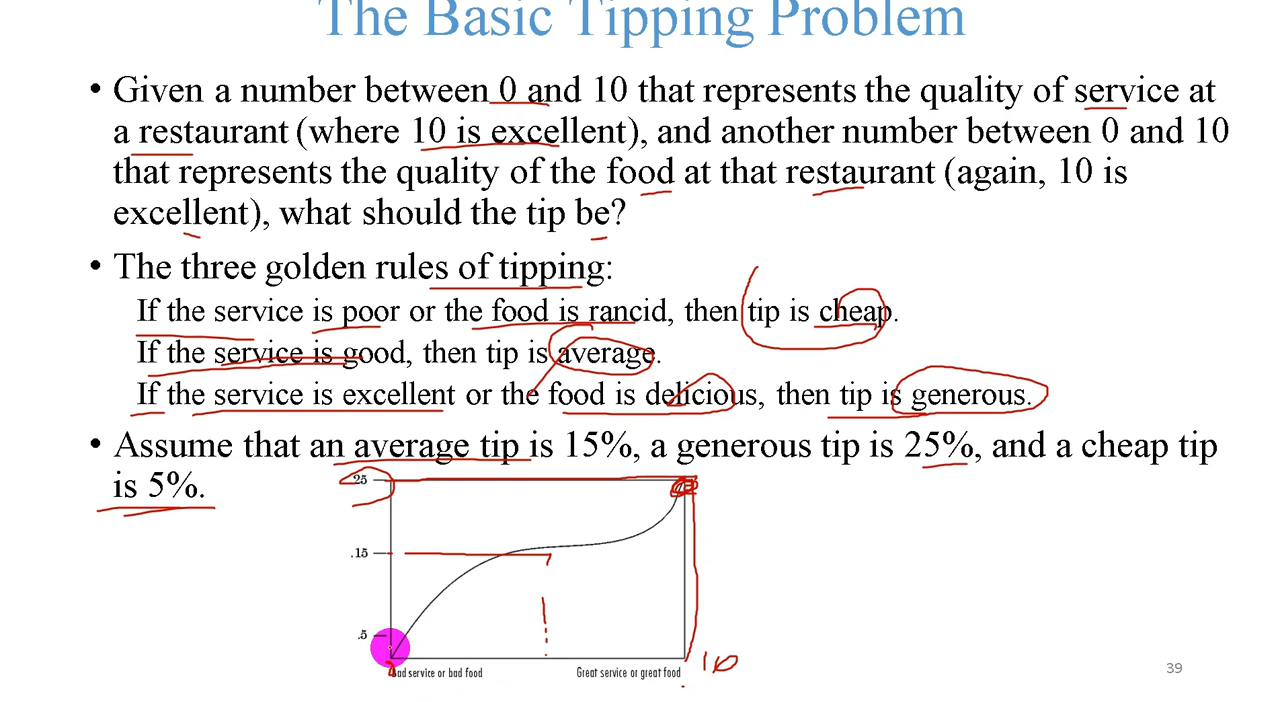 The Basic Tipping Problem
• Given a number between 0 and 10 that represents the quality of service at
a restaurant (where 10 is excellent), and another number between 0 and 10
that represents the quality of the food at that restaurant (again, 10 is
excellent), what should the tip be?
• The three golden rules of tipping:
If the service is poor or the food is rancid, then tip is cheap.
If the service is good, then tip is average.
If the service is excellent or the food is delicious, then tip is generous.
• Assume that an average tip is 15%, a generous tip is 25%, and a cheap tip
is 5%.
.25
.15
.5
10
Bad service or bad food
Great service or great food
39